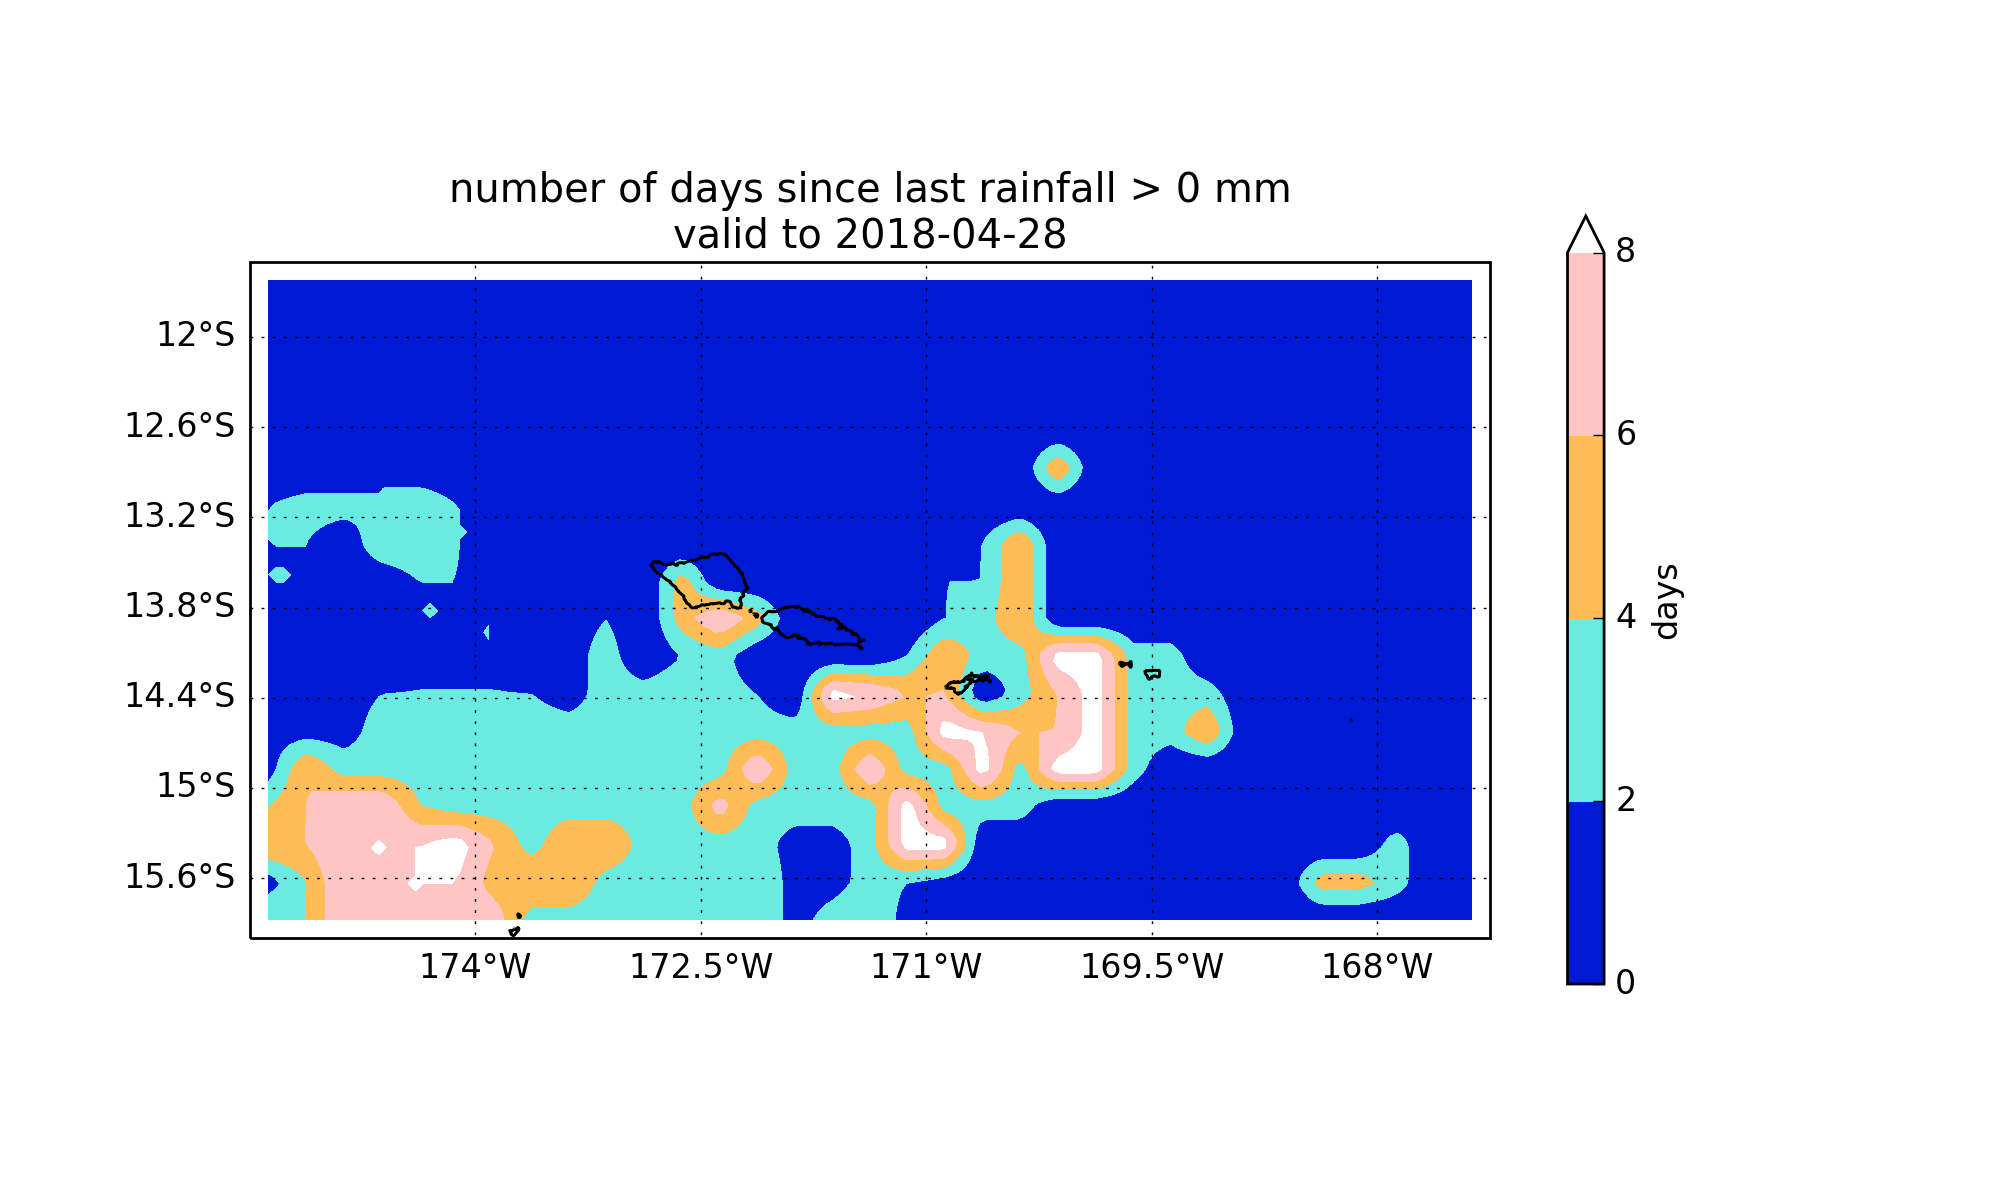 number of days since last rainfall > 0 mm
valid to 2018-04-28
12°S
12.6°S
13.2°S
13.8°S
14.4°S
15°S
15.6°S
174°W
172.5°W
171°W
169.5°W
168°W
8
6
4
2
0
days